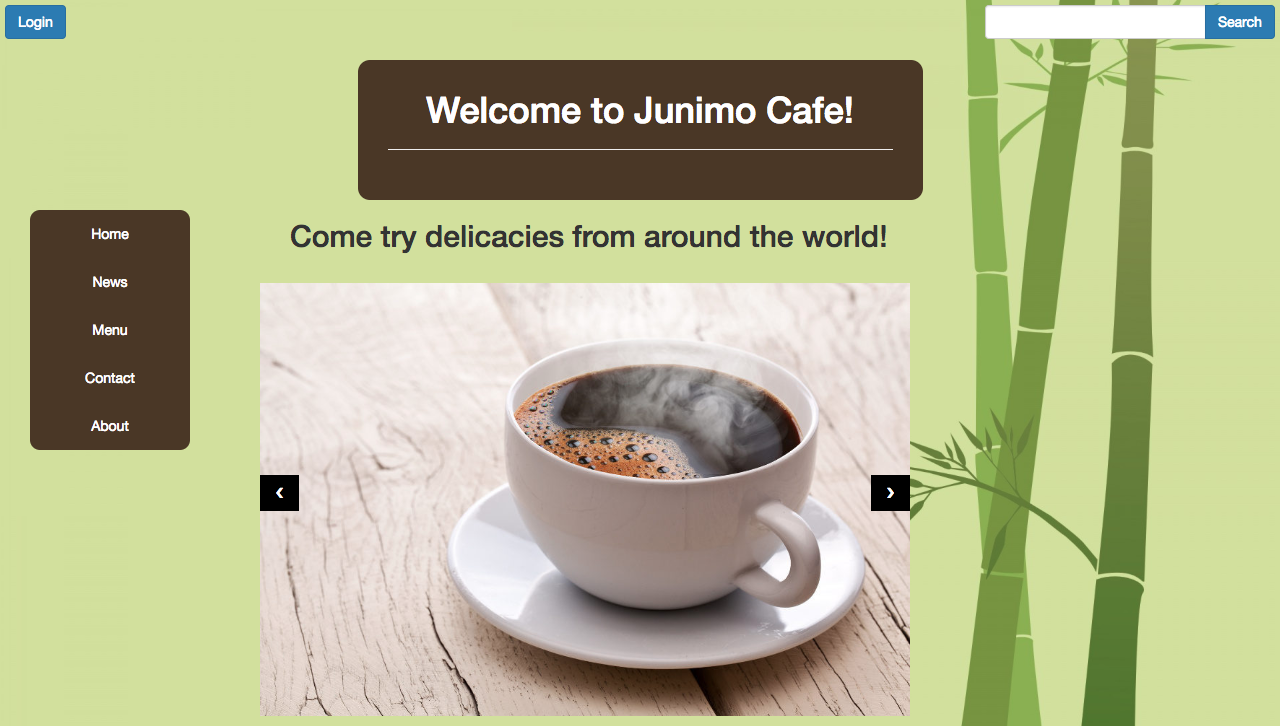 Login
Search
Welcome to Junimo Cafe!
Home
News
Menu
Contact
About
Come try delicacies from around the world!
‹
›